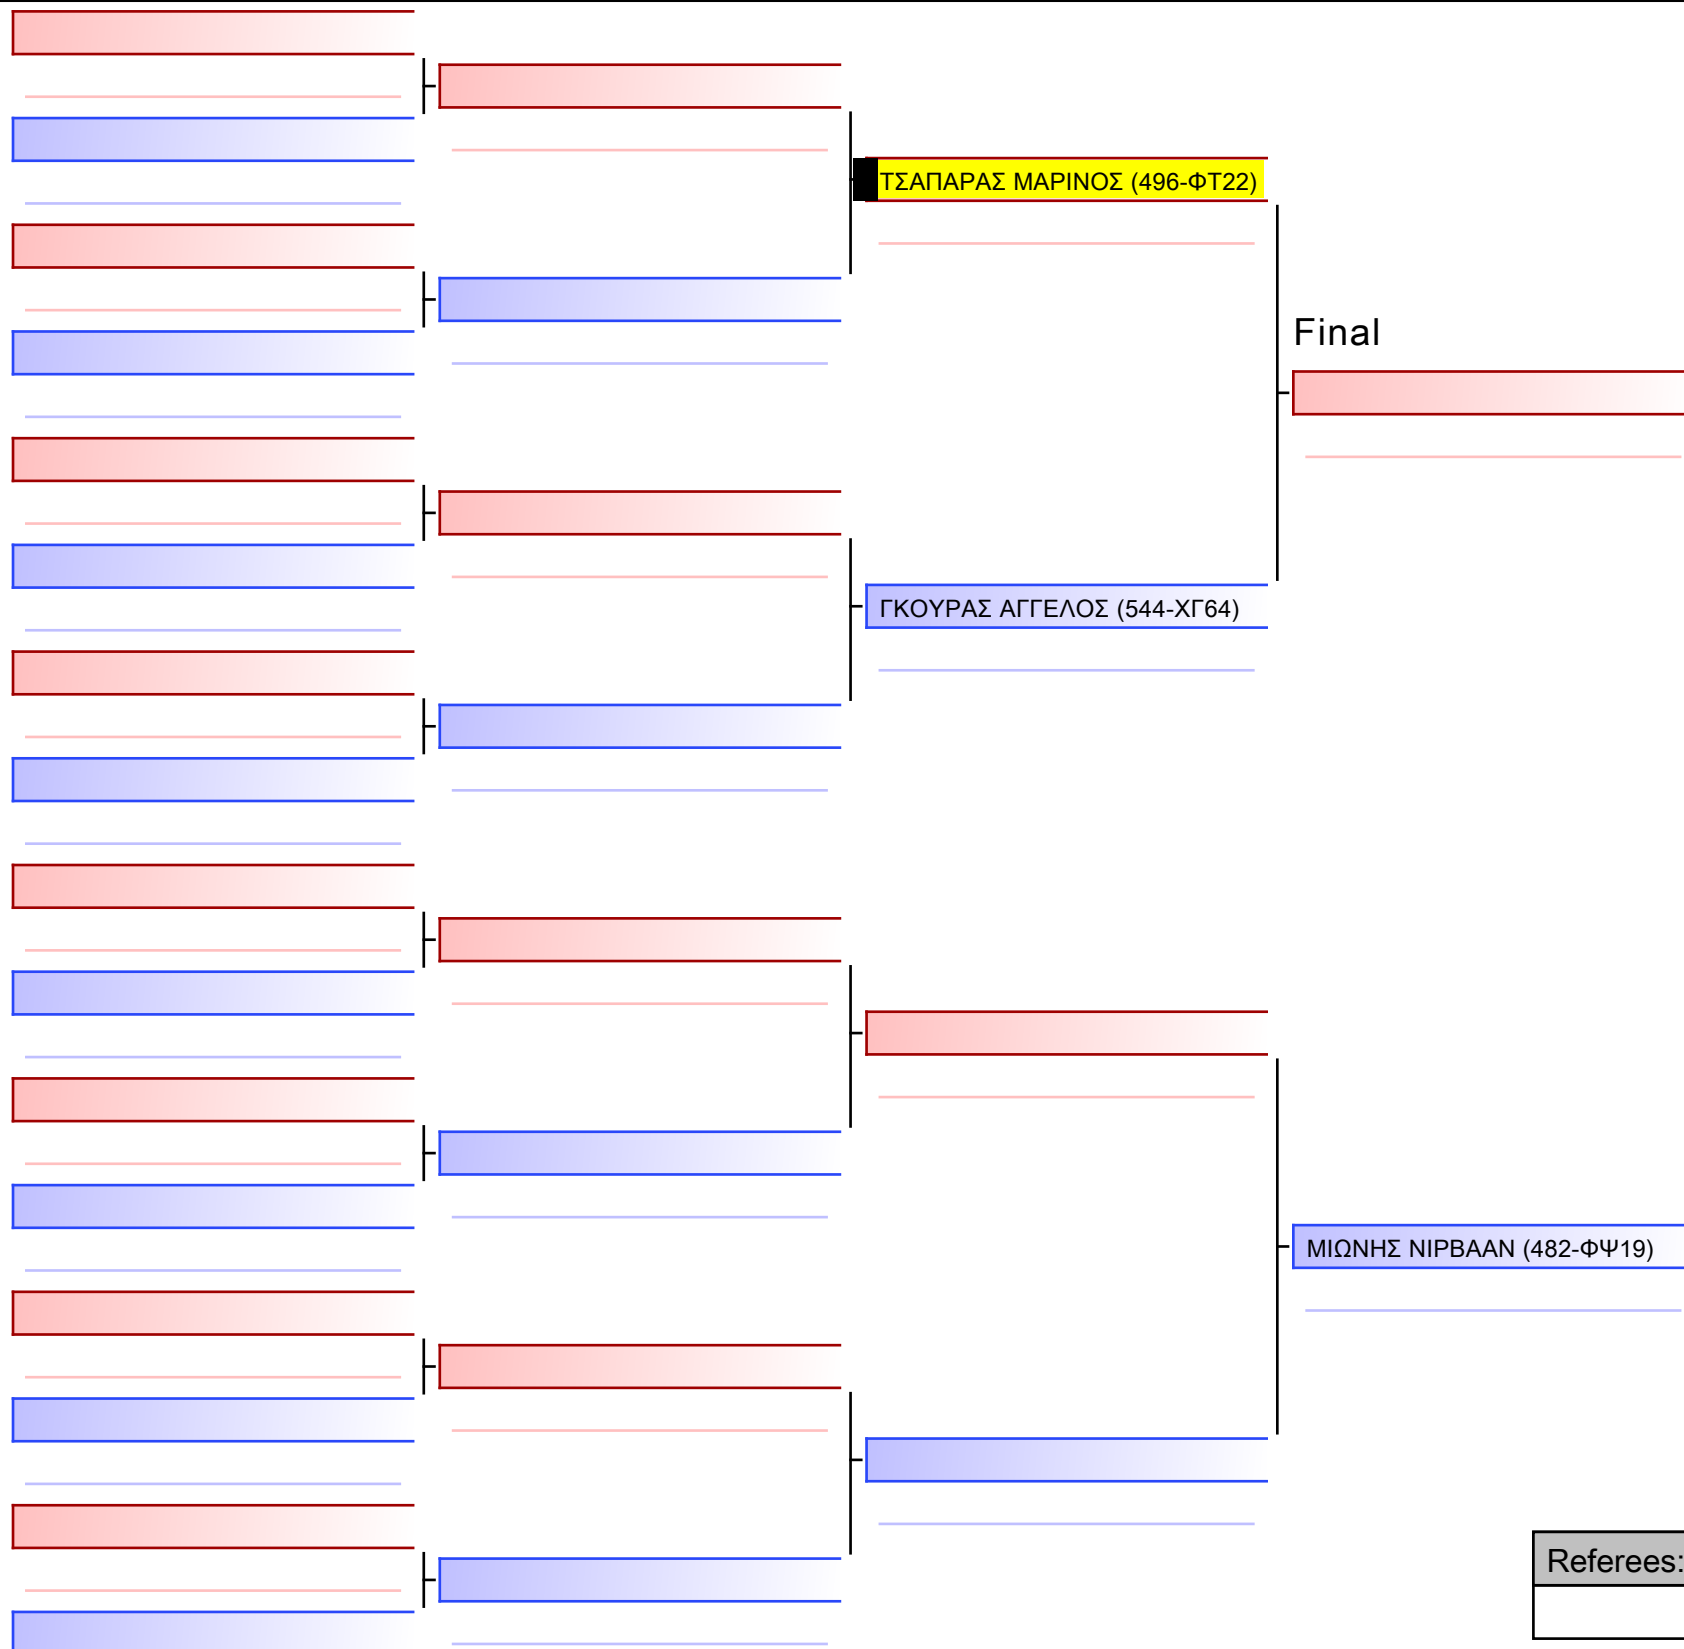 ΤΣΑΠΑΡΑΣ ΜΑΡΙΝΟΣ (496-ΦΤ22)
Final
ΓΚΟΥΡΑΣ ΑΓΓΕΛΟΣ (544-ΧΓ64)
ΜΙΩΝΗΣ ΝΙΡΒΑΑΝ (482-ΦΨ19)
Referees: